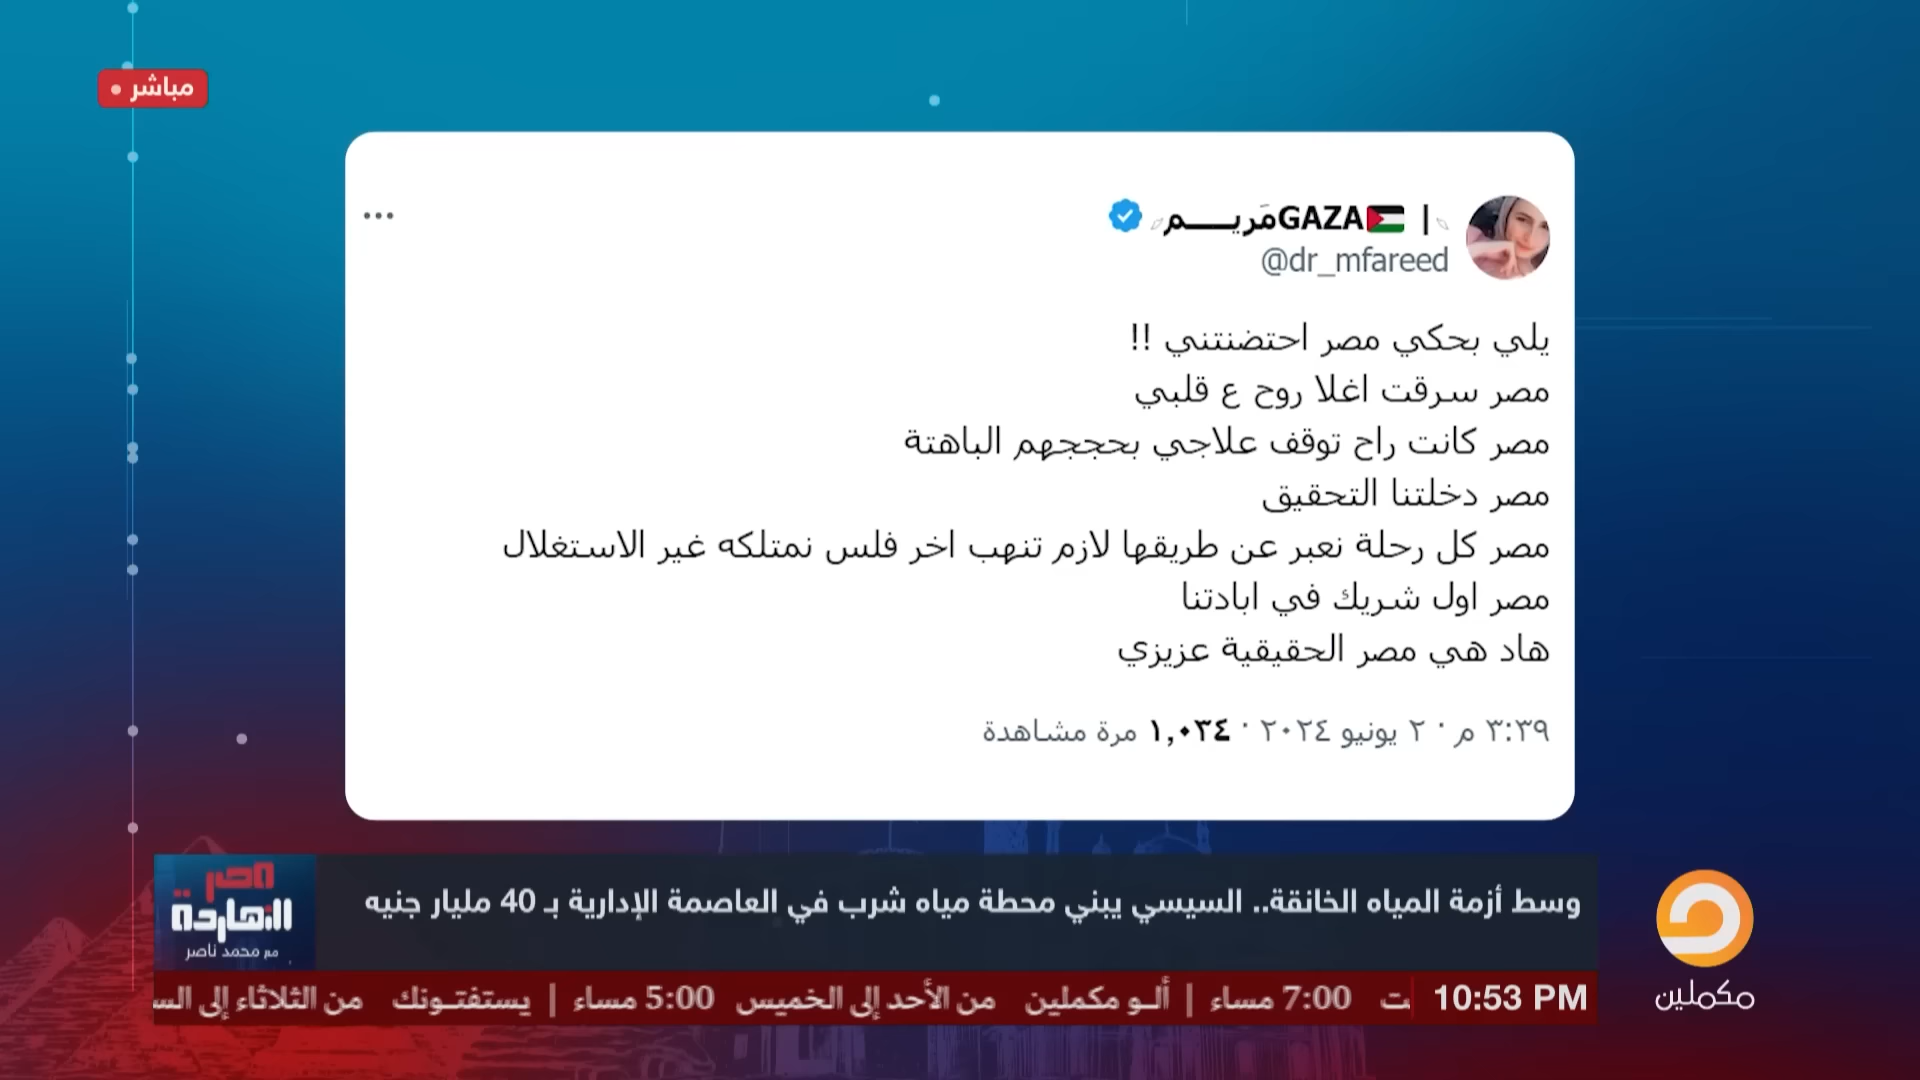 مباشر
| GAZA🇵🇸مَريــــم
@dr_mfareed
يلي بحكي مصر احتضنتني !!
مصر سرقت اغلا روح ع قلبي
مصر كانت راح توقف علاجي بحججهم الباهتة
مصر دخلتنا التحقيق
مصر كل رحلة نعبر عن طريقها لازم تنهب اخر فلس نمتلكه غير الاستغلال
مصر اول شريك في ابادتنا
هاد هي مصر الحقيقية عزيزي
٣:٣٩ م · ٢ يونيو ٢٠٢٤ · ١,٠٣٤ مرة مشاهدة
وسط أزمة المياه الخانقة.. السيسي يبني محطة مياه شرب في العاصمة الإدارية بـ 40 مليار جنيه
مصر
النهاردة
مع محمد ناصر
10:53 PM
7:00 مساء | ألـو مكملين من الأحد إلى الخميس 5:00 مساء | يستفتـونك من الثلاثاء إلى
مكملين